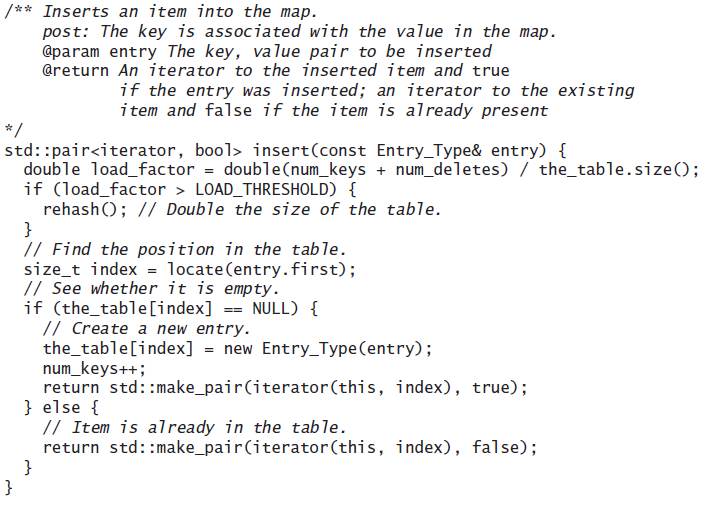 /** Inserts an item into the map.
    post: The key is associated with the value in the map.
    @param entry The key, value pair to be inserted
    @return An iterator to the inserted item and true
            if the entry was inserted; an iterator to the existing
            item and false if the item is already present
*/
std::pair<iterator, bool> insert(const Entry_Type& entry) {
  double load_factor = double(num_keys + num_deletes) / the_table.size();
  if (load_factor > LOAD_THRESHOLD) {
    rehash(); // Double the size of the table.
  }
  // Find the position in the table.
  size_t index = locate(entry.first);
  // See whether it is empty.
  if (the_table[index] == NULL) {
    // Create a new entry.
    the_table[index] = new Entry_Type(entry);
    num_keys++;
    return std::make_pair(iterator(this, index), true);
  } else {
    // Item is already in the table.
    return std::make_pair(iterator(this, index), false);
  }
}